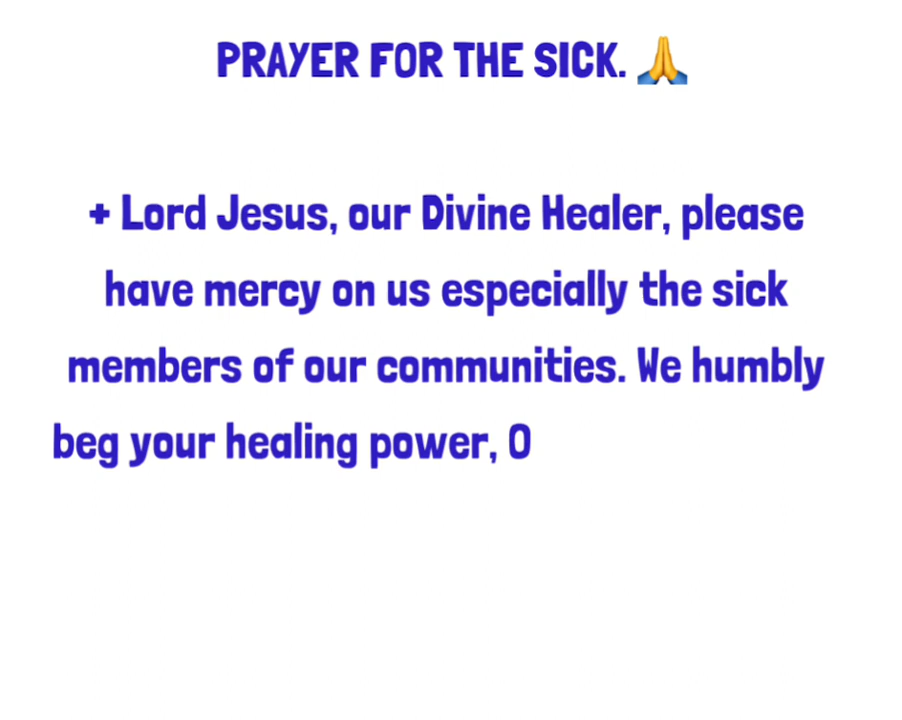 PRAYER FOR THE SICK. 🙏
+ Lord Jesus, our Divine Healer, please
have mercy on us especially the sick
members of our communities. We humbly
beg your healing power, O